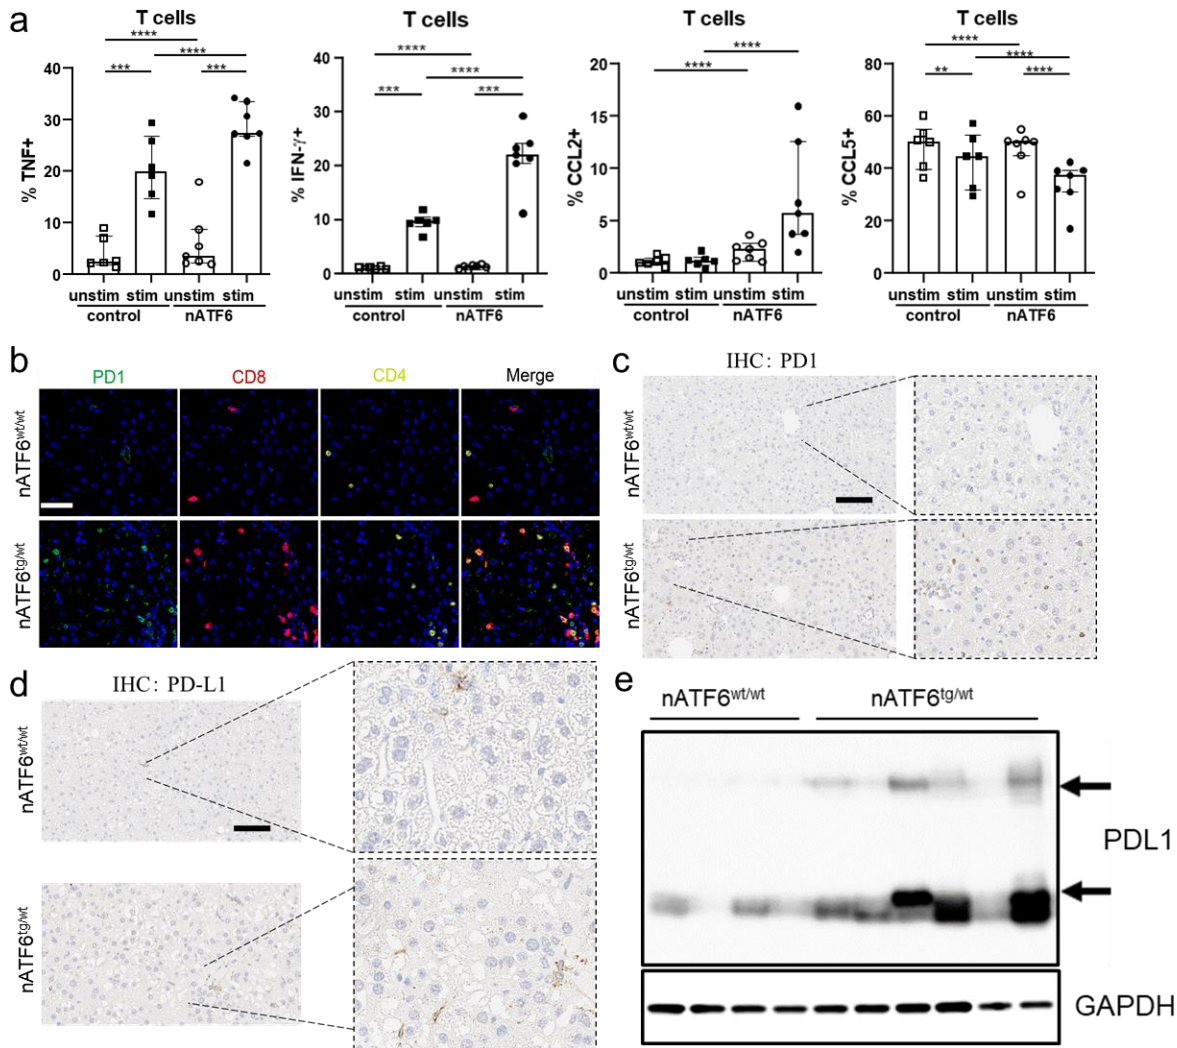 a
T cells
****
****
***
***
% TNF+
40
30
20
10
0
unstim stim unstim stim
control nATF6
T cells
****
****
***
***
% IFN-γ+
40
30
20
10
0
unstim stim unstim stim
control nATF6
T cells
****
****
% CCL2+
20
15
10
5
0
unstim stim unstim stim
control nATF6
T cells
****
****
**
****
% CCL5+
80
60
40
20
0
unstim stim unstim stim
control nATF6
b
PD1 CD8 CD4 Merge
nATF6wt/wt
nATF6tg/wt
c
IHC: PD1
nATF6wt/wt
nATF6tg/wt
d
IHC: PD-L1
nATF6wt/wt
nATF6tg/wt
e
nATF6wt/wt nATF6tg/wt
PDL1
GAPDH